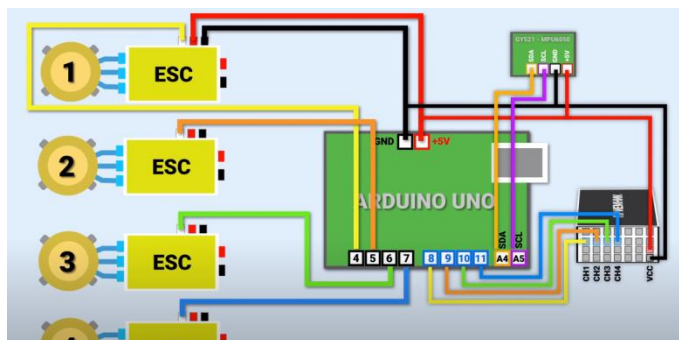 GY521 - MPU6050
SDA
SCL
GND
+5V
1
ESC
2
ESC
3
ESC
GND
+5V
ARDUINO UNO
SDA
SCL
4
5
6
7
8
9
10
11
A4
A5
CH1
CH2
CH3
CH4
VCC